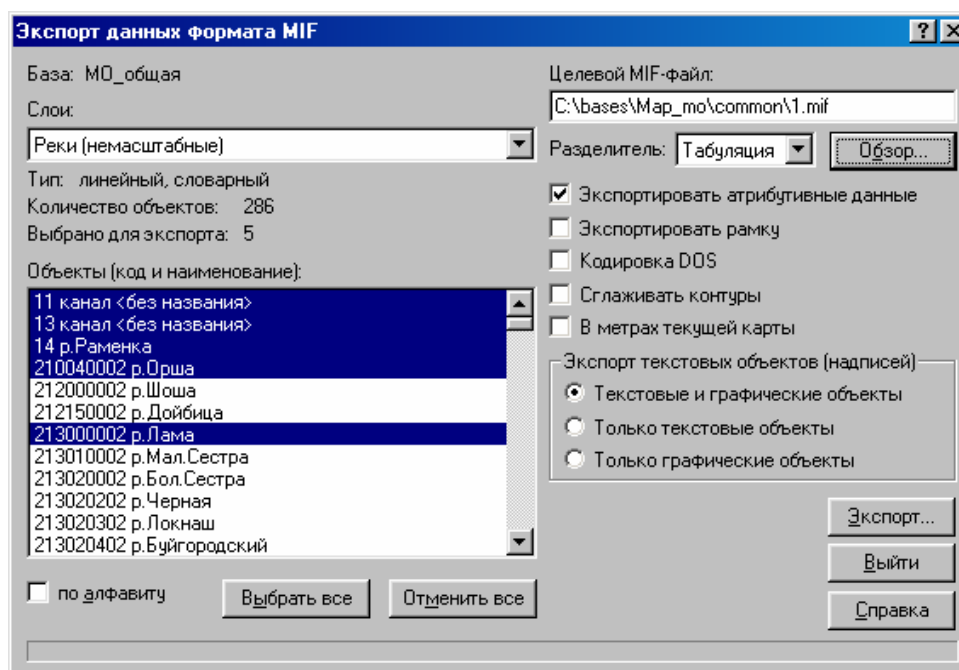 Экспорт данных формата MIF
База: МО_общая
Слои:
Реки (немасштабные)
Тип: линейный, словарный
Количество объектов: 286
Выбрано для экспорта: 5
Объекты (код и наименование):
11 канал <без названия>
13 канал <без названия>
14 р.Раменка
210040002 р.Орша
212000002 р.Шоша
212150002 р.Дойбица
213000002 р.Лама
213010002 р.Мал.Сестра
213020002 р.Бол.Сестра
213020202 р.Черная
213020302 р.Локнаш
213020402 р.Буйгородский
по алфавиту
Выбрать все
Отменить все
Целевой MIF-файл:
C:\bases\Map_mo\common\1.mif
Разделитель: Табуляция
Обзор...
Экспортировать атрибутивные данные
Экспортировать рамку
Кодировка DOS
Сглаживать контуры
В метрах текущей карты
Экспорт текстовых объектов (надписей)
Текстовые и графические объекты
Только текстовые объекты
Только графические объекты
Экспорт...
Выйти
Справка